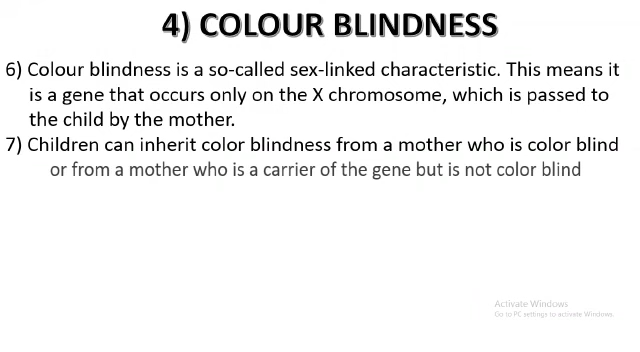 4) COLOUR BLINDNESS
6) Colour blindness is a so-called sex-linked characteristic. This means it
is a gene that occurs only on the X chromosome, which is passed to
the child by the mother.
7) Children can inherit color blindness from a mother who is color blind
or from a mother who is a carrier of the gene but is not color blind
Activate Windows
Go to PC settings to activate Windows.